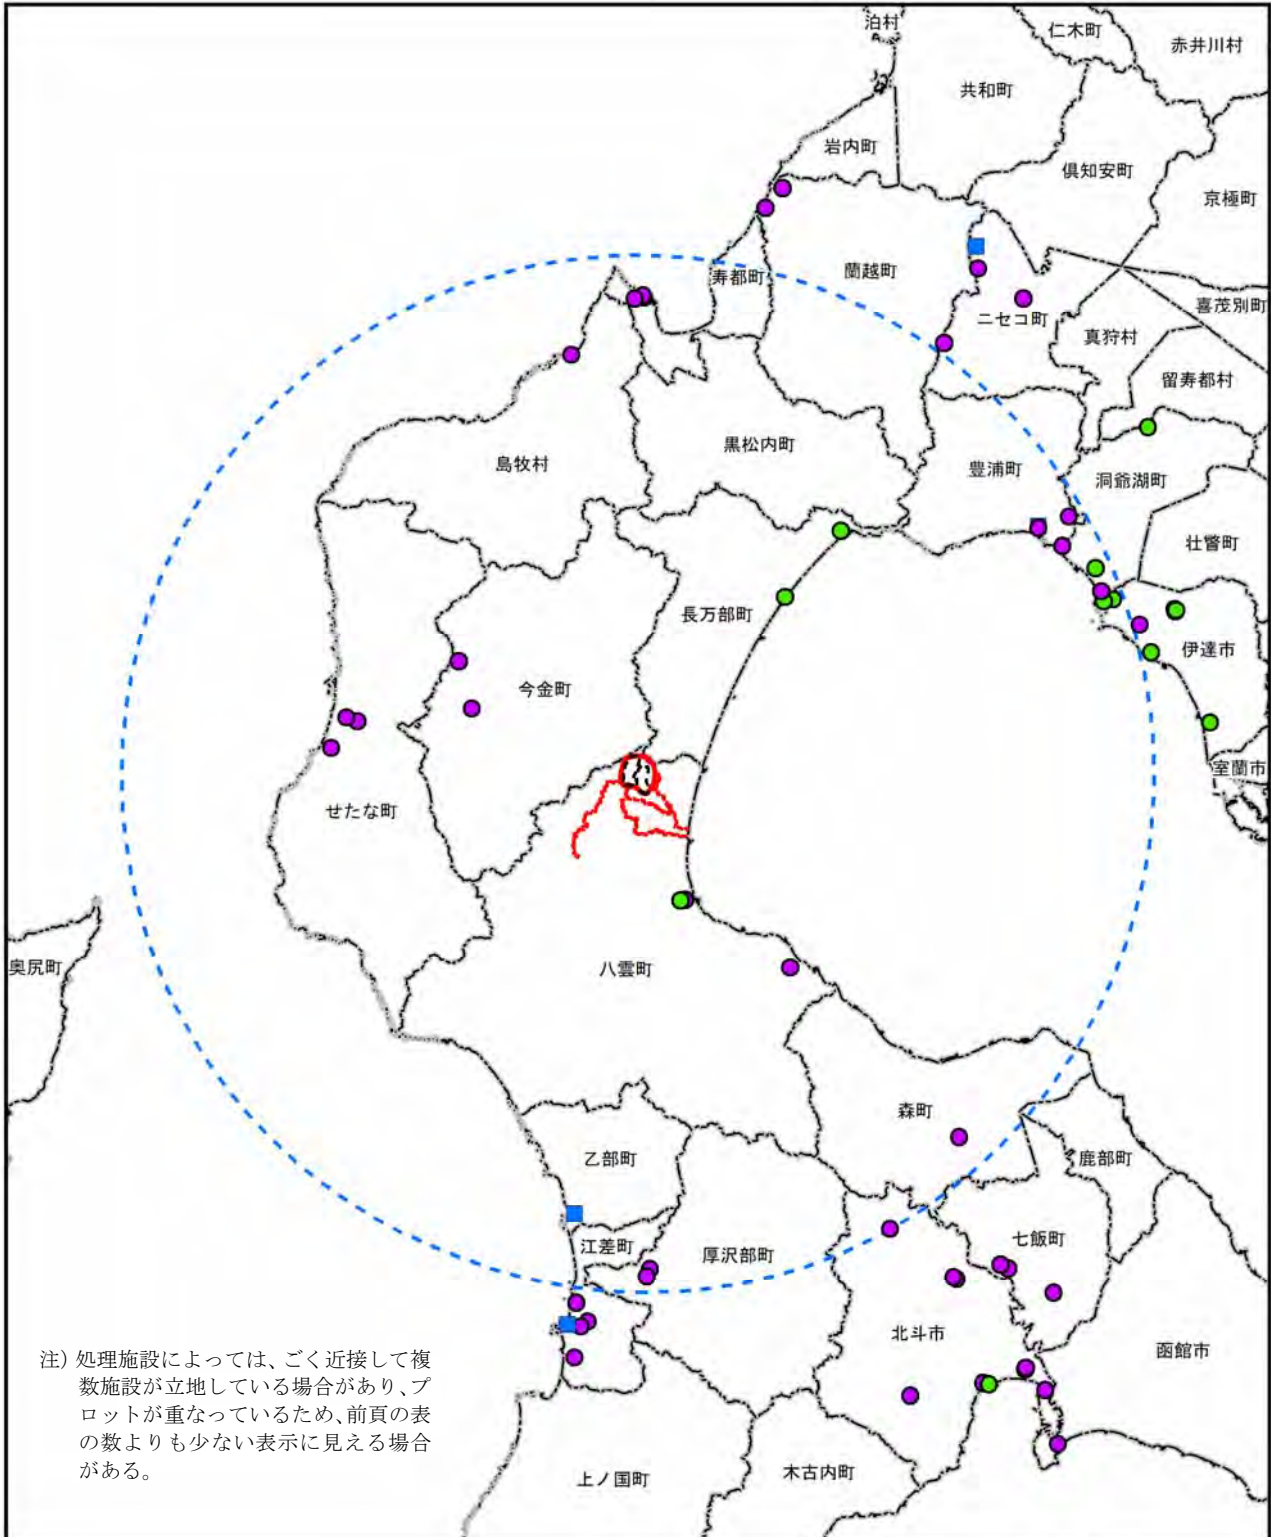 泊村
仁木町
赤井川村
共和町
岩内町
倶知安町
京極町
寿都町
蘭越町
喜茂別町
ニセコ町
真狩村
留寿都村
黒松内町
島牧村
豊浦町
洞爺湖町
壮瞥町
長万部町
伊達市
今金町
室蘭市
せたな町
奥尻町
八雲町
森町
乙部町
鹿部町
江差町
厚沢部町
七飯町
北斗市
函館市
注）処理施設によっては、ごく近接して複
数施設が立地している場合があり、プ
ロットが重なっているため、前頁の表
の数よりも少ない表示に見える場合
がある。
上ノ国町
木古内町